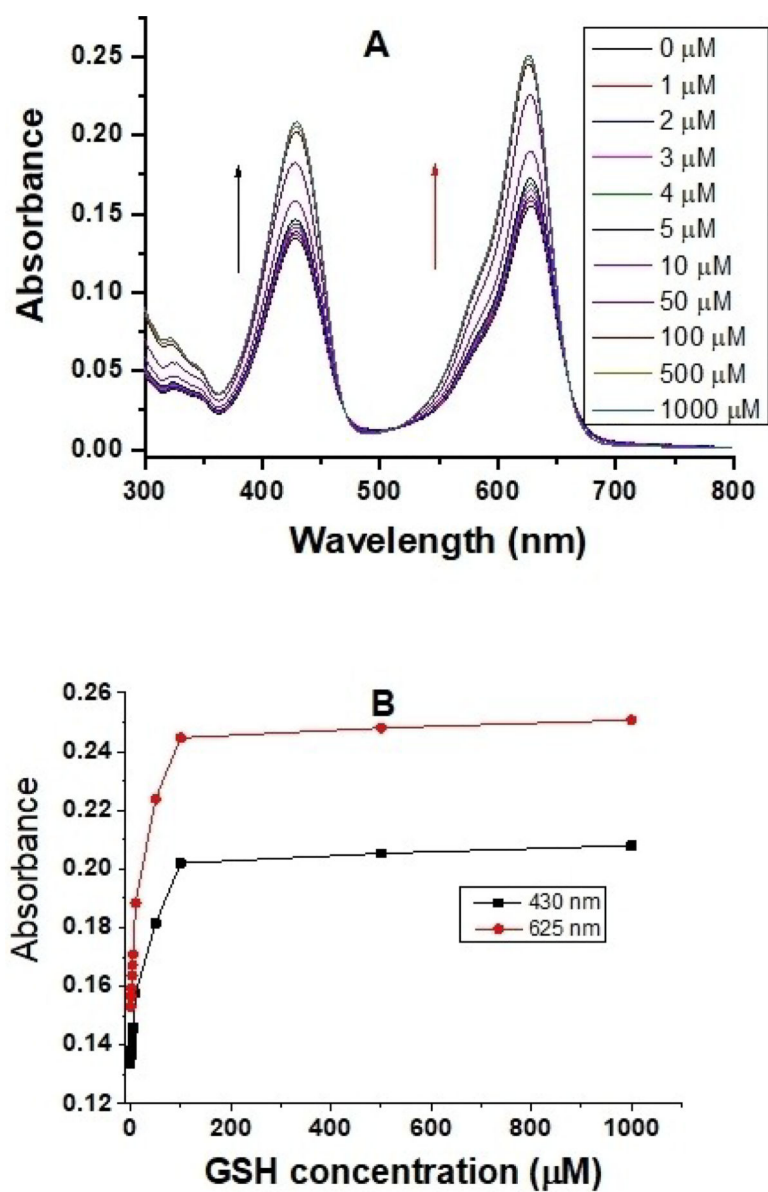 A
0.25
0.20
0.15
0.10
0.05
0.00
Absorbance
300 400 500 600 700 800
Wavelength (nm)
0 μM
1 μM
2 μM
3 μM
4 μM
5 μM
10 μM
50 μM
100 μM
500 μM
1000 μM
B
0.26
0.24
0.22
0.20
0.18
0.16
0.14
0.12
Absorbance
430 nm
625 nm
0 200 400 600 800 1000
GSH concentration (μM)